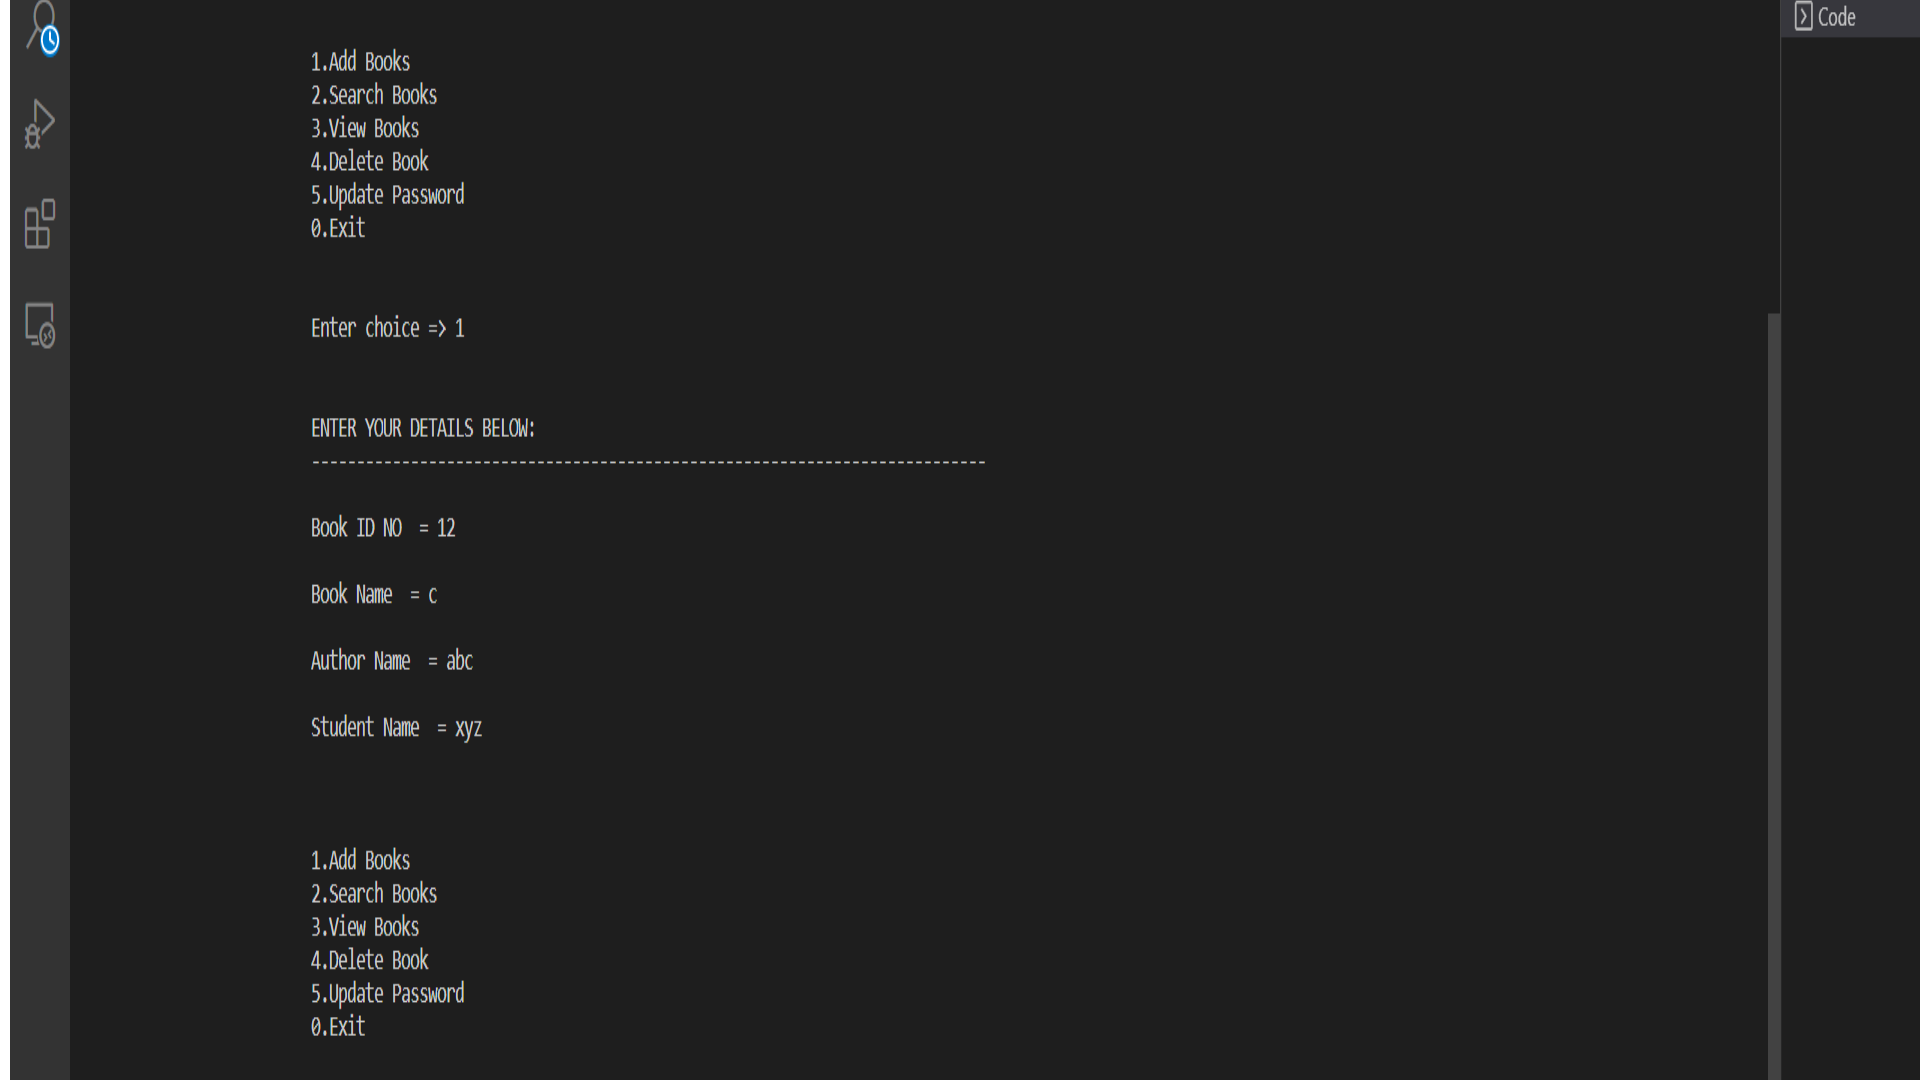 Code
1.Add Books
2.Search Books
3.View Books
4.Delete Book
5.Update Password
0.Exit
Enter choice => 1
ENTER YOUR DETAILS BELOW:
---------------------------------------------------------------------------
Book ID NO  = 12
Book Name  = c
Author Name  = abc
Student Name  = xyz
1.Add Books
2.Search Books
3.View Books
4.Delete Book
5.Update Password
0.Exit